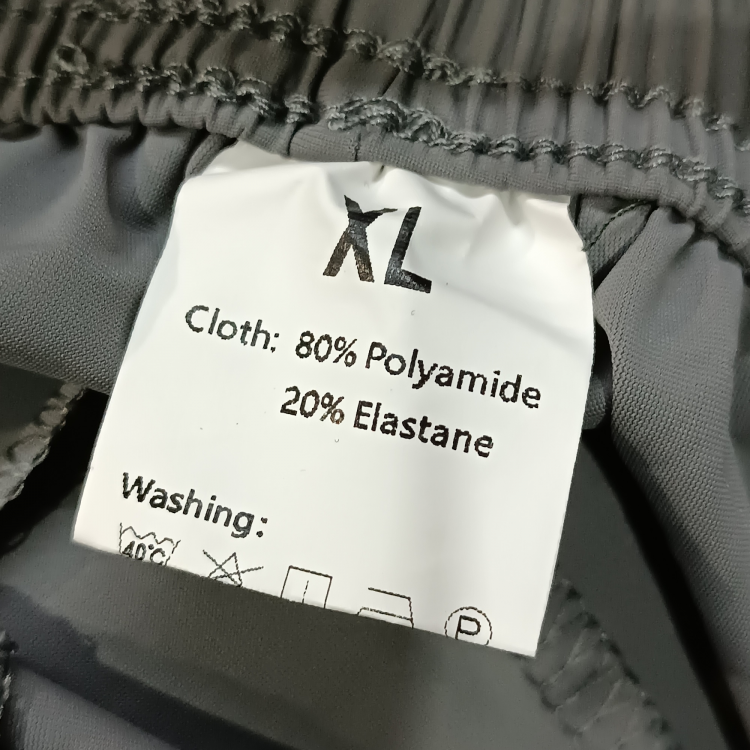 XL
Cloth: 80% Polyamide
20% Elastane
Washing:
40°C
P